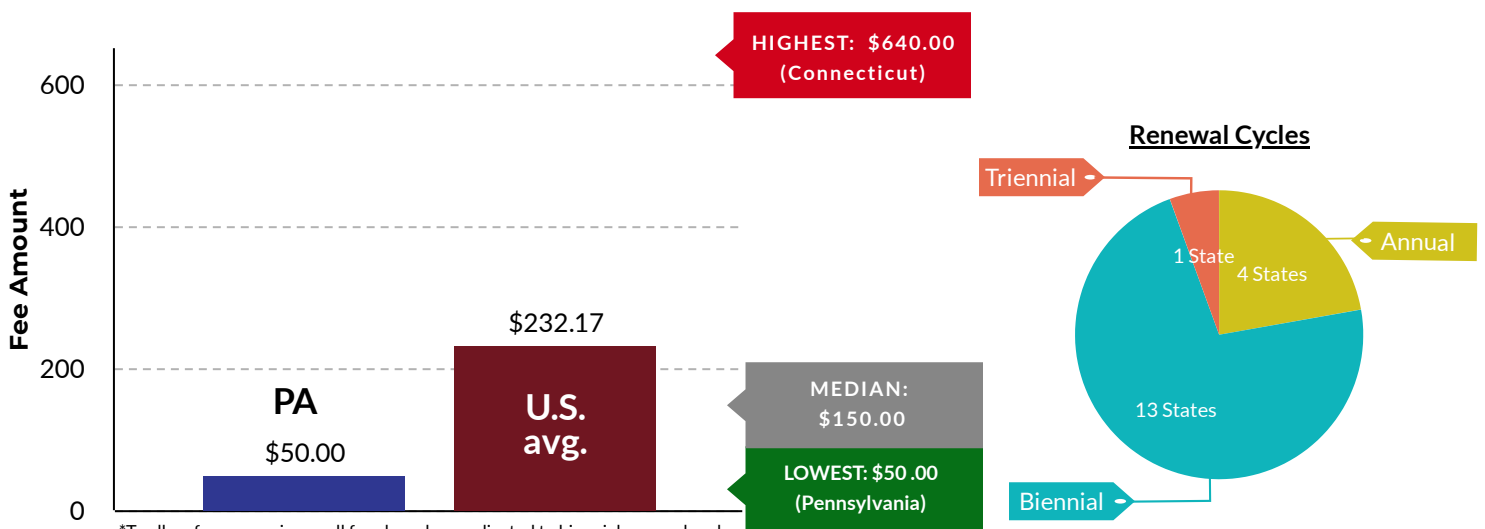 Fee Amount
600
400
200
0
PA
$50.00
$232.17
U.S.
avg.
HIGHEST: $640.00
(Connecticut)
MEDIAN:
$150.00
LOWEST: $50 .00
(Pennsylvania)
Renewal Cycles
Triennial
1 State
Annual
4 States
13 States
Biennial